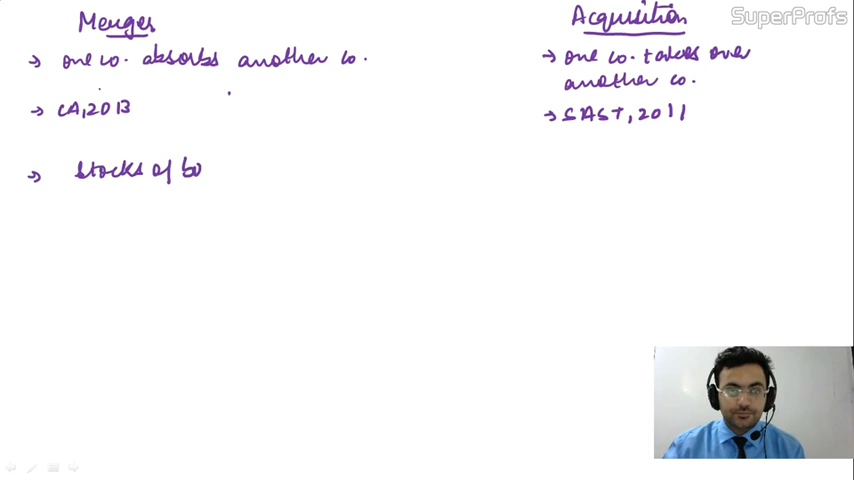 Merger
→ one co. absorbs another co.
→ CA, 2013
→ Stocks of bo
Acquisition
→ one co. takes over
another co.
→ SAST, 2011
SuperProfs